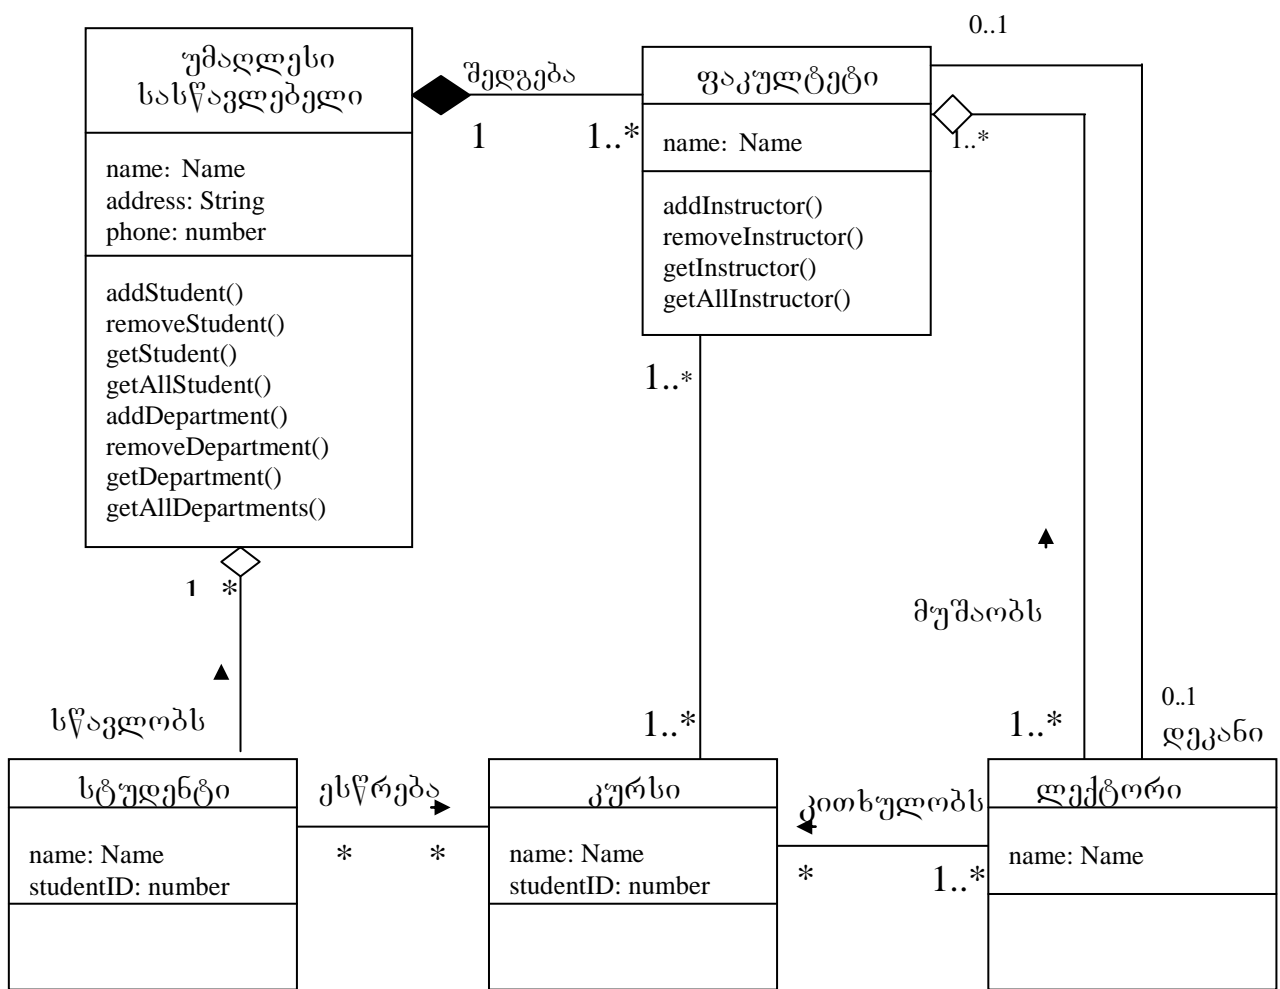 0..1
უმაღლესი
სასწავლებელი
შედგება
ფაკულტეტი
1
1..*
1..*
name: Name
address: String
phone: number
name: Name
addStudent()
removeStudent()
getStudent()
getAllStudent()
addDepartment()
removeDepartment()
getDepartment()
getAllDepartments()
addInstructor()
removeInstructor()
getInstructor()
getAllInstructor()
1..*
1 *
მუშაობს
სწავლობს
1..*
1..*
0..1
დეკანი
სტუდენტი
ესწრება
კურსი
კითხულობს
ლექტორი
name: Name
studentID: number
* *
name: Name
studentID: number
* 1..*
name: Name